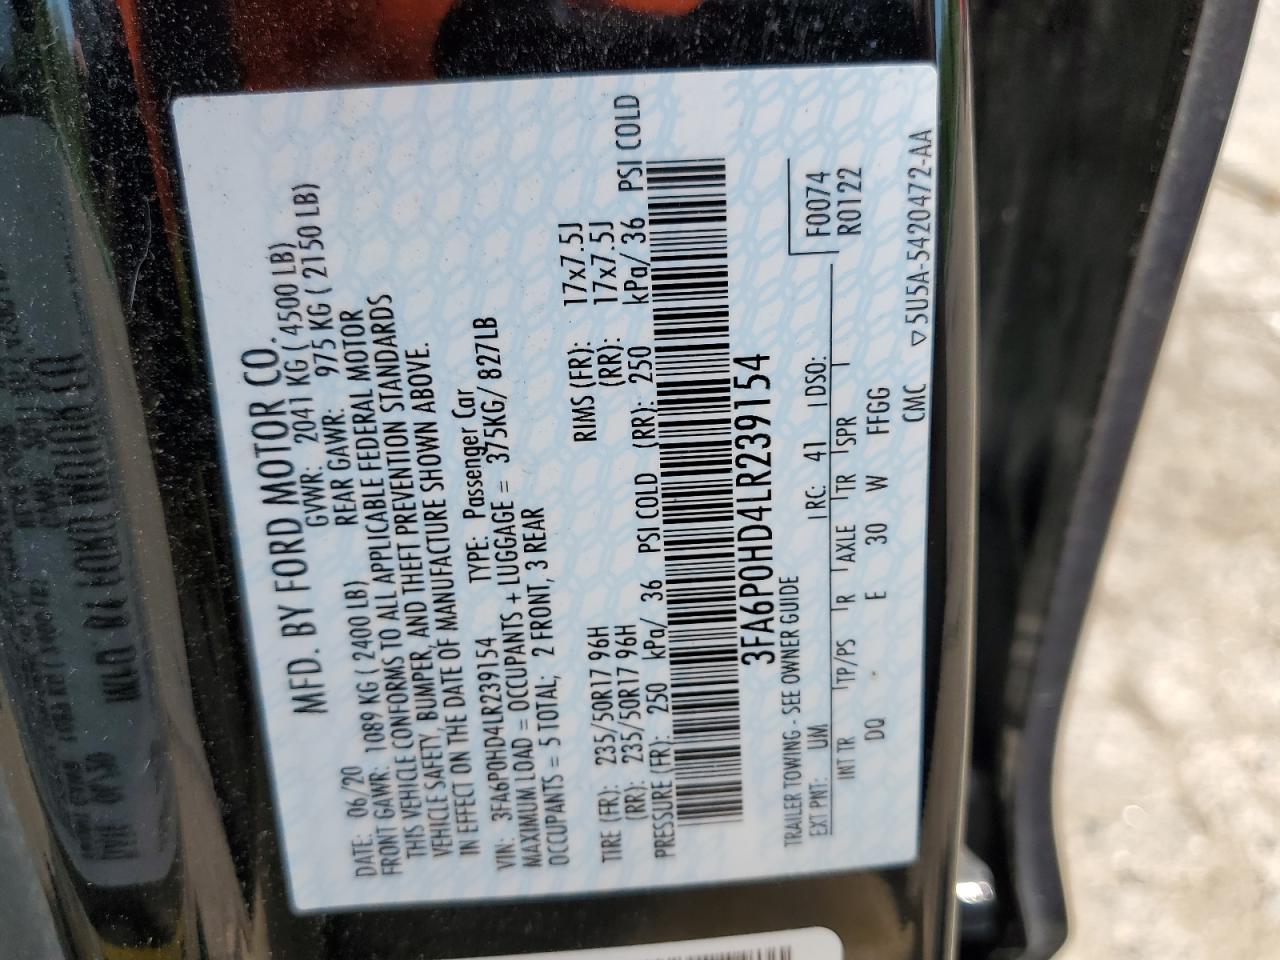 MFD. BY FORD MOTOR CO.
DATE: 06/20 GVWR: 2041 KG ( 4500 LB)
FRONT GAWR: 1089 KG ( 2400 LB) REAR GAWR: 975 KG ( 2150 LB)
THIS VEHICLE CONFORMS TO ALL APPLICABLE FEDERAL MOTOR
VEHICLE SAFETY, BUMPER, AND THEFT PREVENTION STANDARDS
IN EFFECT ON THE DATE OF MANUFACTURE SHOWN ABOVE.
VIN: 3FA6P0HD4LR239154 TYPE: Passenger Car
MAXIMUM LOAD = OCCUPANTS + LUGGAGE = 375KG/ 827LB
OCCUPANTS = 5 TOTAL; 2 FRONT, 3 REAR
TIRE (FR): 235/50R17 96H RIMS (FR): 17x7.5J
(RR): 235/50R17 96H (RR): 17x7.5J
PRESSURE (FR): 250 kPa/ 36 PSI COLD (RR): 250 kPa/ 36 PSI COLD
3FA6P0HD4LR239154
TRAILER TOWING - SEE OWNER GUIDE F0074
EXT PNT: UM RC: 41 DSO: R0122
INT TR TP/PS R AXLE TR SPR
DQ E 30 W FFGG
CMC ▽5U5A-5420472-AA